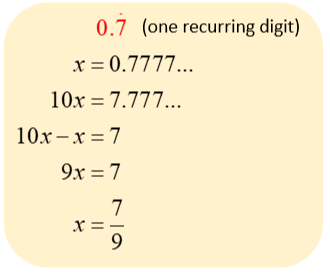 0.7̇ (one recurring digit)
x = 0.7777...
10x = 7.777...
10x − x = 7
9x = 7
x = 7/9